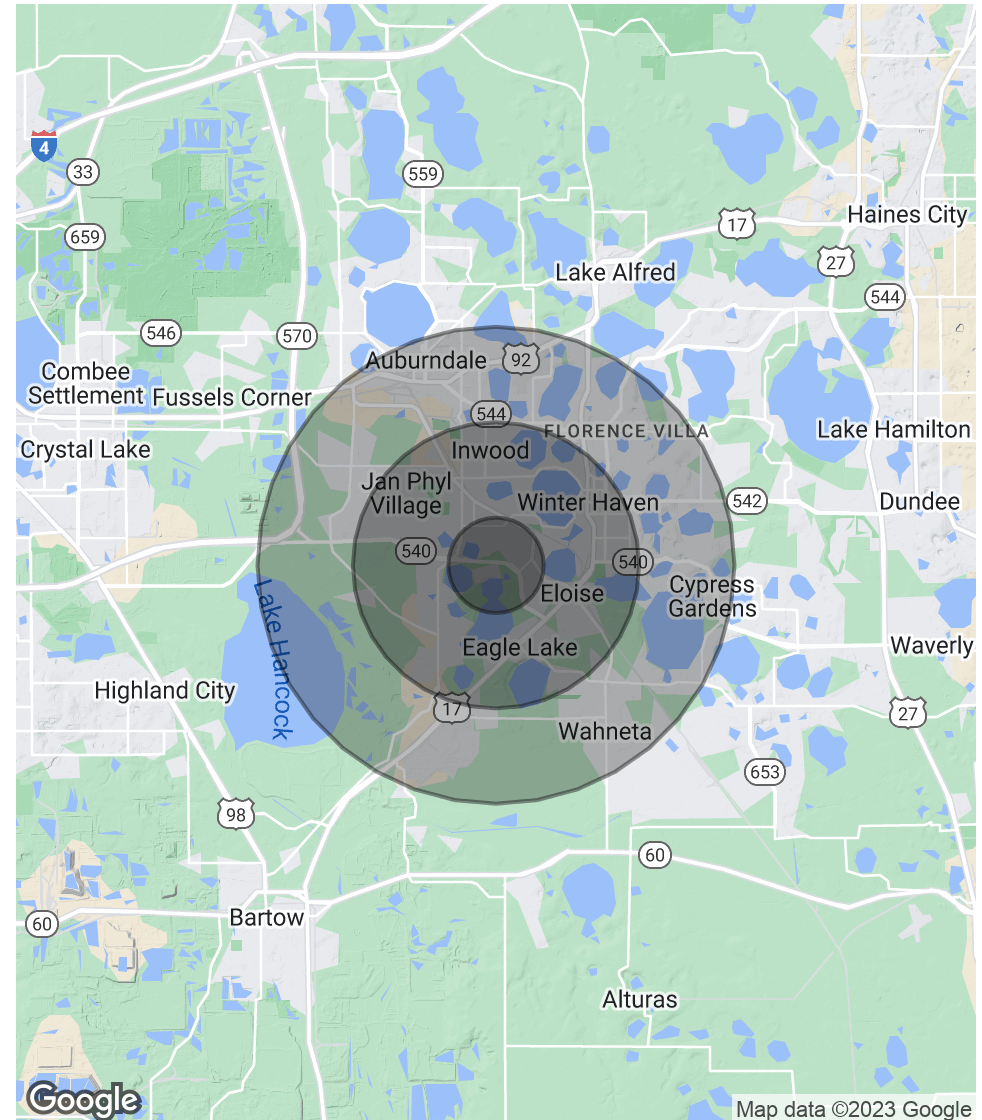 4
33
559
659
17
Haines City
27
Lake Alfred
544
546
570
Auburndale
92
Combee
Settlement
Fussels Corner
544
FLORENCE VILLA
Lake Hamilton
Crystal Lake
Inwood
Jan Phyl
Village
Winter Haven
542
Dundee
540
540
Eloise
Cypress
Gardens
Lake Hancock
Eagle Lake
Waverly
Highland City
17
27
Wahneta
653
98
60
60
Bartow
Alturas
Google
Map data ©2023 Google